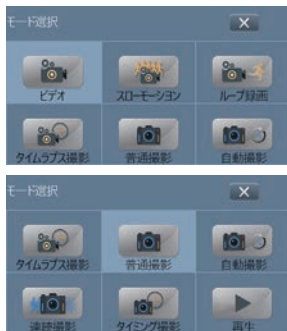 モード選択
ビデオ
スローモーション
ループ録画
タイムラプス撮影
普通撮影
自動撮影
モード選択
タイムラプス撮影
普通撮影
自動撮影
連続撮影
タイミング撮影
再生